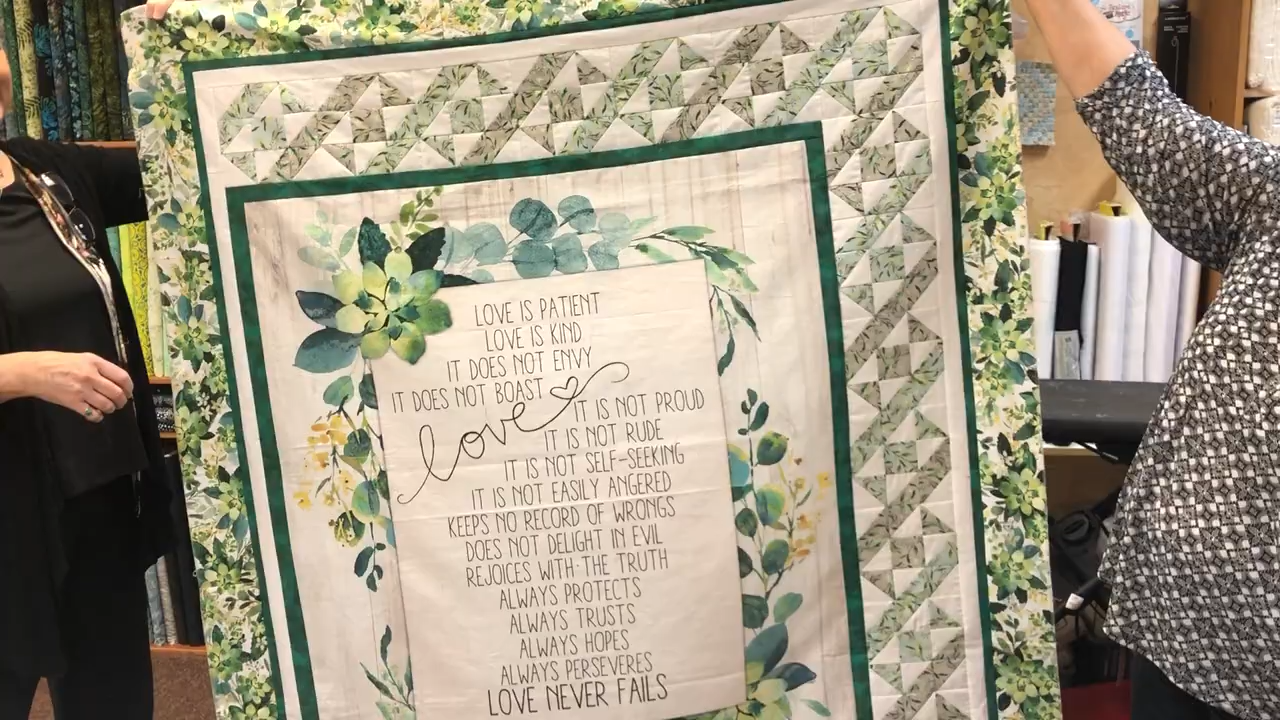 LOVE IS PATIENT
LOVE IS KIND
IT DOES NOT ENVY
IT DOES NOT BOAST
love
IT IS NOT PROUD
IT IS NOT RUDE
IT IS NOT SELF-SEEKING
IT IS NOT EASILY ANGERED
KEEPS NO RECORD OF WRONGS
DOES NOT DELIGHT IN EVIL
REJOICES WITH THE TRUTH
ALWAYS PROTECTS
ALWAYS TRUSTS
ALWAYS HOPES
ALWAYS PERSEVERES
LOVE NEVER FAILS